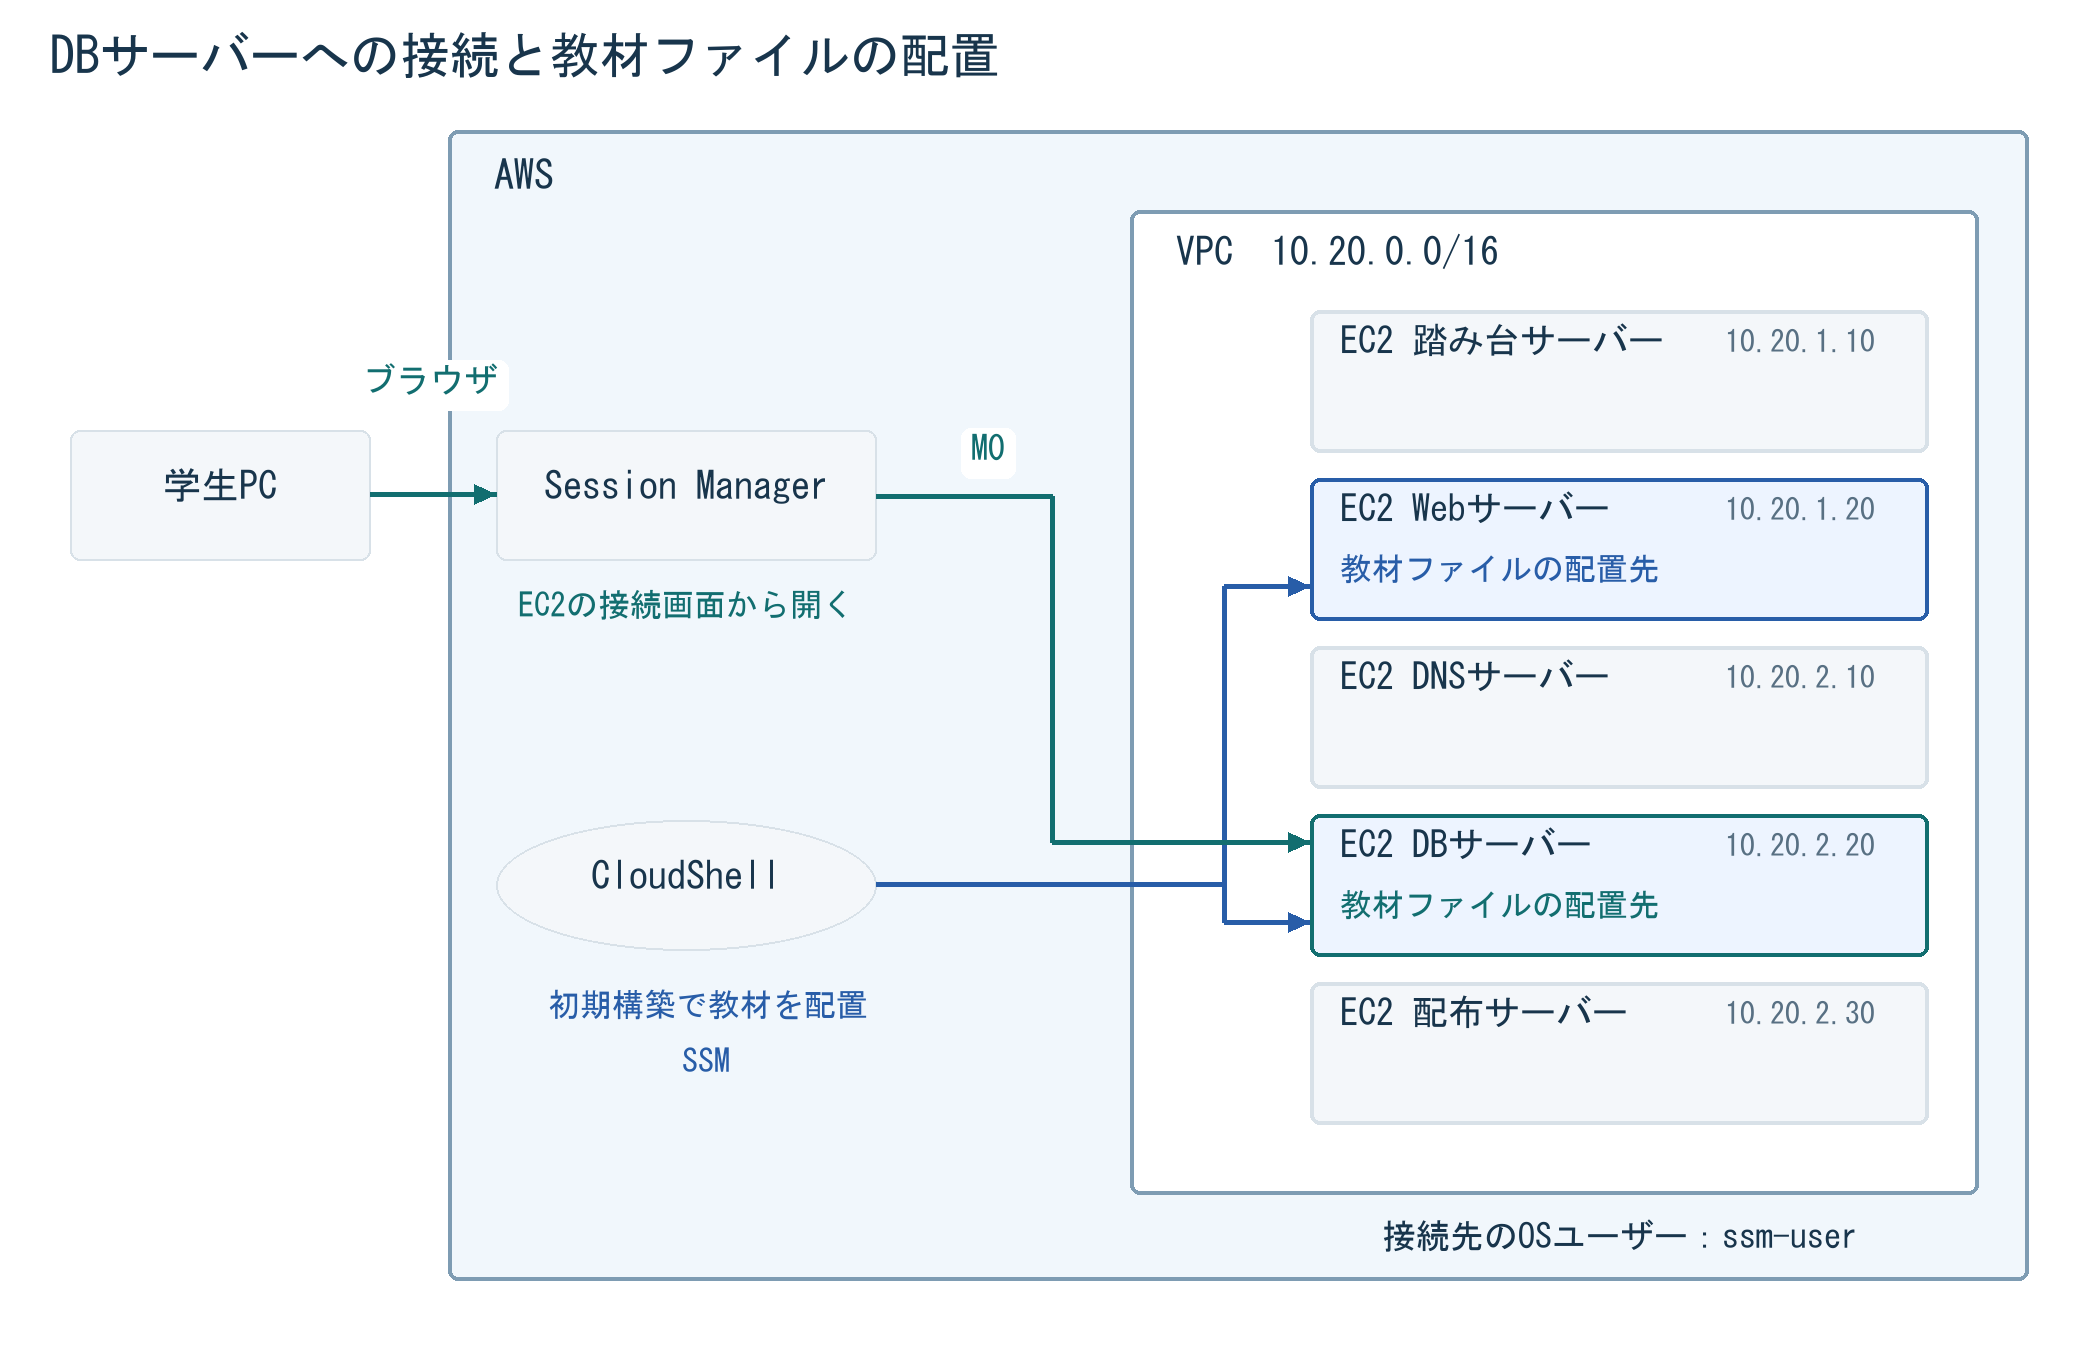 DBサーバーへの接続と教材ファイルの配置
AWS
VPC 10.20.0.0/16
EC2 踏み台サーバー 10.20.1.10
ブラウザ
学生PC
Session Manager
M0
EC2の接続画面から開く
EC2 Webサーバー 10.20.1.20
教材ファイルの配置先
EC2 DNSサーバー 10.20.2.10
CloudShell
初期構築で教材を配置
SSM
EC2 DBサーバー 10.20.2.20
教材ファイルの配置先
EC2 配布サーバー 10.20.2.30
接続先のOSユーザー：ssm-user